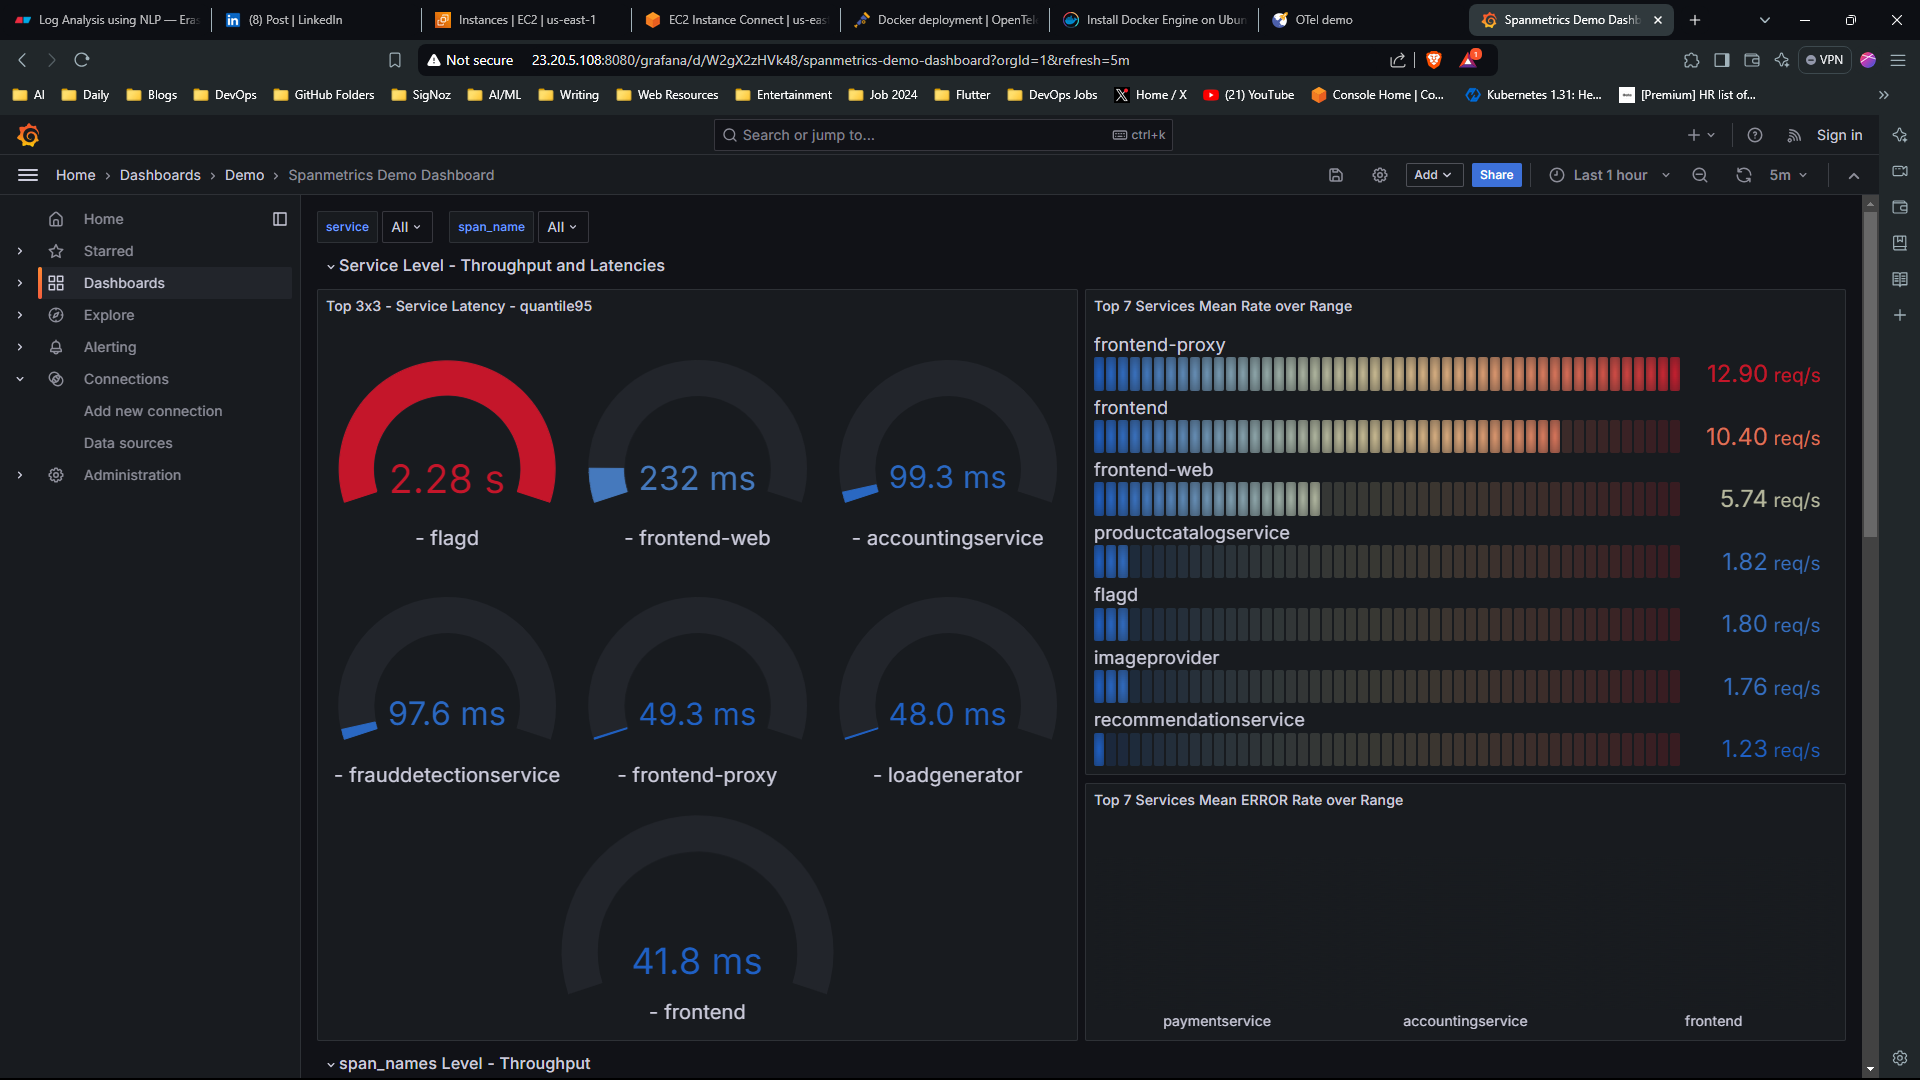 Log Analysis using NLP — Eras
(8) Post | LinkedIn
Instances | EC2 | us-east-1
EC2 Instance Connect | us-eas
Docker deployment | OpenTele
Install Docker Engine on Ubun
OTel demo
Spanmetrics Demo Dashb
Not secure
23.20.5.108:8080/grafana/d/W2gX2zHVk48/spanmetrics-demo-dashboard?orgId=1&refresh=5m
1
VPN
AI
Daily
Blogs
DevOps
GitHub Folders
SigNoz
AI/ML
Writing
Web Resources
Entertainment
Job 2024
Flutter
DevOps Jobs
Home / X
(21) YouTube
Console Home | Co...
Kubernetes 1.31: He...
[Premium] HR list of...
Search or jump to...
ctrl+k
Sign in
Home
Dashboards
Demo
Spanmetrics Demo Dashboard
Add
Share
Last 1 hour
5m
Home
Starred
Dashboards
Explore
Alerting
Connections
Add new connection
Data sources
Administration
service
All
span_name
All
Service Level - Throughput and Latencies
Top 3x3 - Service Latency - quantile95
2.28 s
- flagd
232 ms
- frontend-web
99.3 ms
- accountingservice
97.6 ms
- frauddetectionservice
49.3 ms
- frontend-proxy
48.0 ms
- loadgenerator
41.8 ms
- frontend
Top 7 Services Mean Rate over Range
frontend-proxy
12.90 req/s
frontend
10.40 req/s
frontend-web
5.74 req/s
productcatalogservice
1.82 req/s
flagd
1.80 req/s
imageprovider
1.76 req/s
recommendationservice
1.23 req/s
Top 7 Services Mean ERROR Rate over Range
paymentservice
accountingservice
frontend
span_names Level - Throughput